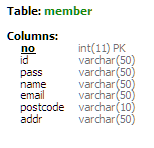 Table: member
Columns:
no int(11) PK
id varchar(50)
pass varchar(50)
name varchar(50)
email varchar(50)
postcode varchar(10)
addr varchar(50)